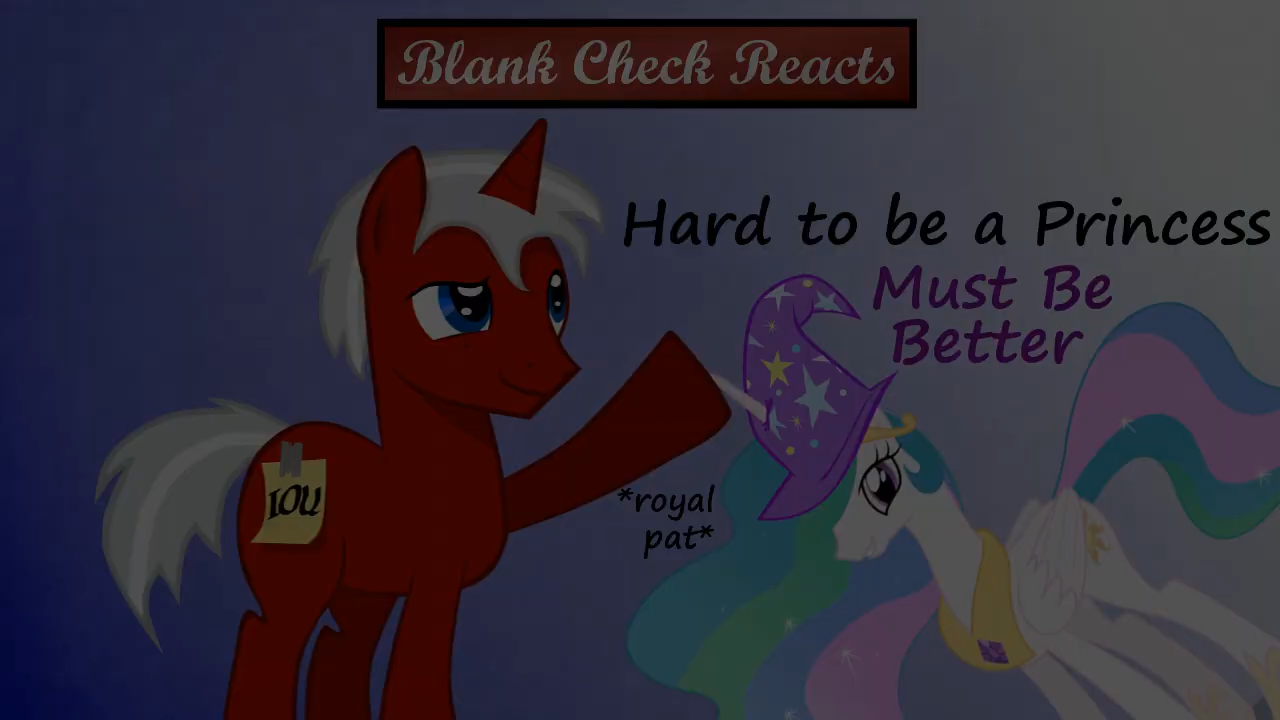 Blank Check Reacts
Hard to be a Princess
Must Be
Better
*royal
pat*
IOU